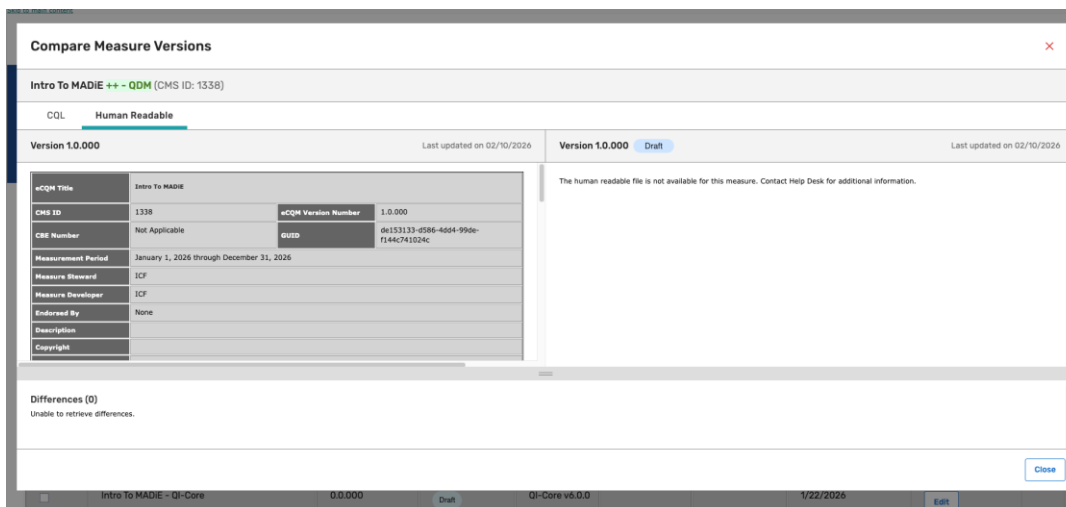 Skip to main content
Compare Measure Versions
Intro To MADiE ++ - QDM (CMS ID: 1338)
CQL Human Readable
Version 1.0.000 Last updated on 02/10/2026 Version 1.0.000 Draft Last updated on 02/10/2026
The human readable file is not available for this measure. Contact Help Desk for additional information.
eCQM Title Intro To MADiE
CMS ID 1338 eCQM Version Number 1.0.000
CBE Number Not Applicable GUID de153133-d586-4dd4-99de-f144c741024c
Measurement Period January 1, 2026 through December 31, 2026
Measure Steward ICF
Measure Developer ICF
Endorsed By None
Description
Copyright
Differences (0)
Unable to retrieve differences.
Close
Intro To MADiE - QI-Core 0.0.000 Draft QI-Core v6.0.0 1/22/2026 Edit